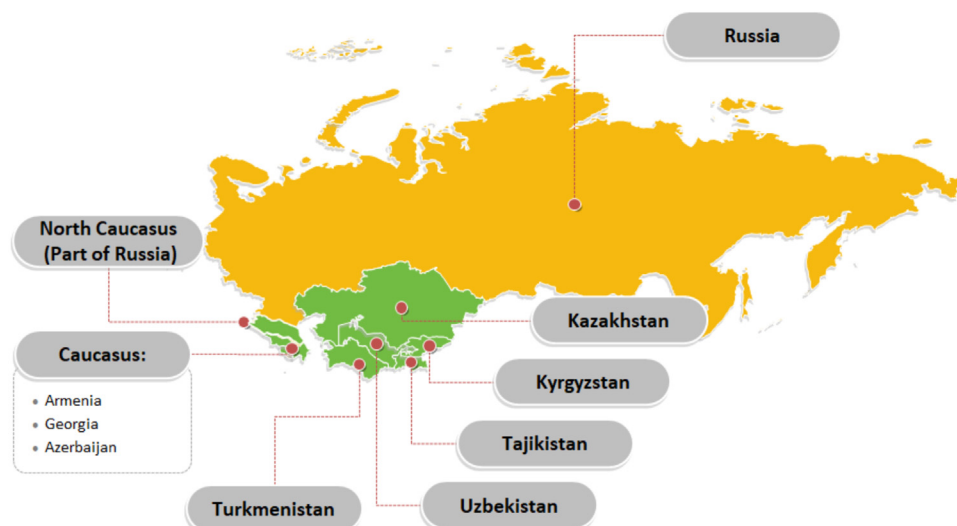 Russia
North Caucasus
(Part of Russia)
Kazakhstan
Caucasus:
• Armenia
• Georgia
• Azerbaijan
Kyrgyzstan
Tajikistan
Turkmenistan
Uzbekistan